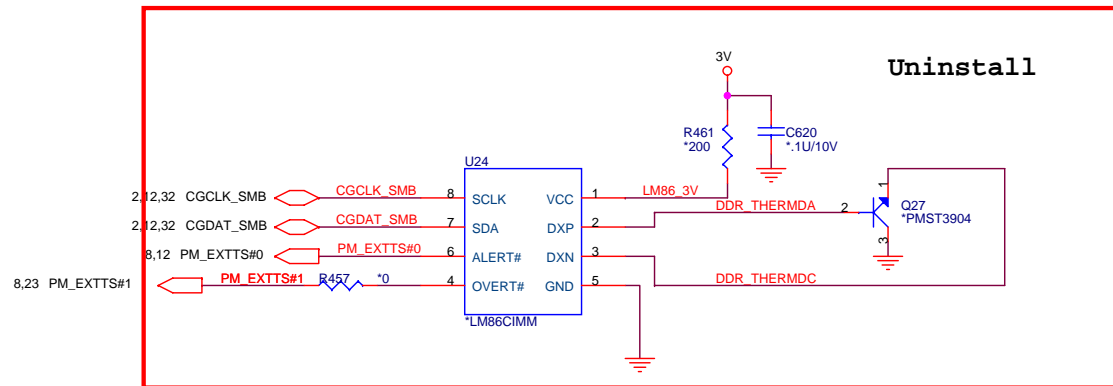 Uninstall
3V
R461
*200
C620
*.1U/10V
U24
2,12,32 CGCLK_SMB
CGCLK_SMB
8 SCLK
VCC 1
LM86_3V
2,12,32 CGDAT_SMB
CGDAT_SMB
7 SDA
DXP 2
DDR_THERMDA
2
1
3
Q27
*PMST3904
8,12 PM_EXTTS#0
PM_EXTTS#0
6 ALERT#
DXN 3
DDR_THERMDC
8,23 PM_EXTTS#1
PM_EXTTS#1
R457
*0
4 OVERT#
GND 5
*LM86CIMM